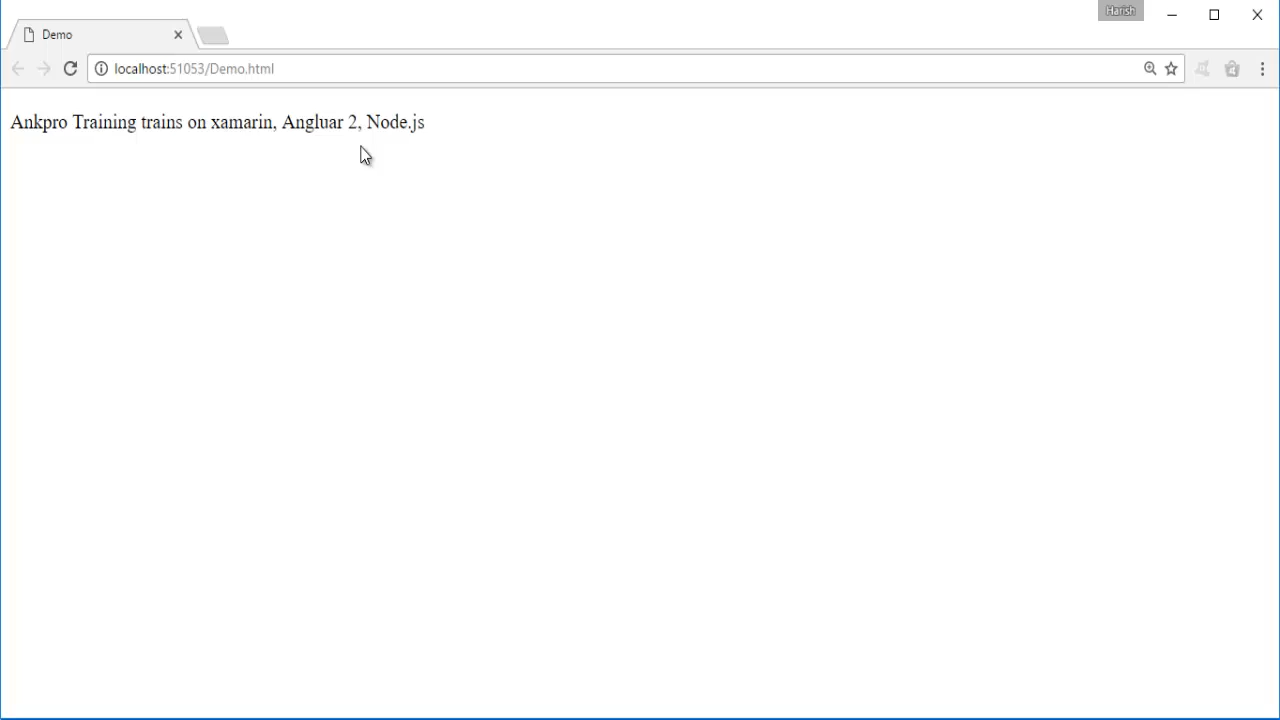 Harish
Demo
localhost:51053/Demo.html
Ankpro Training trains on xamarin, Angluar 2, Node.js